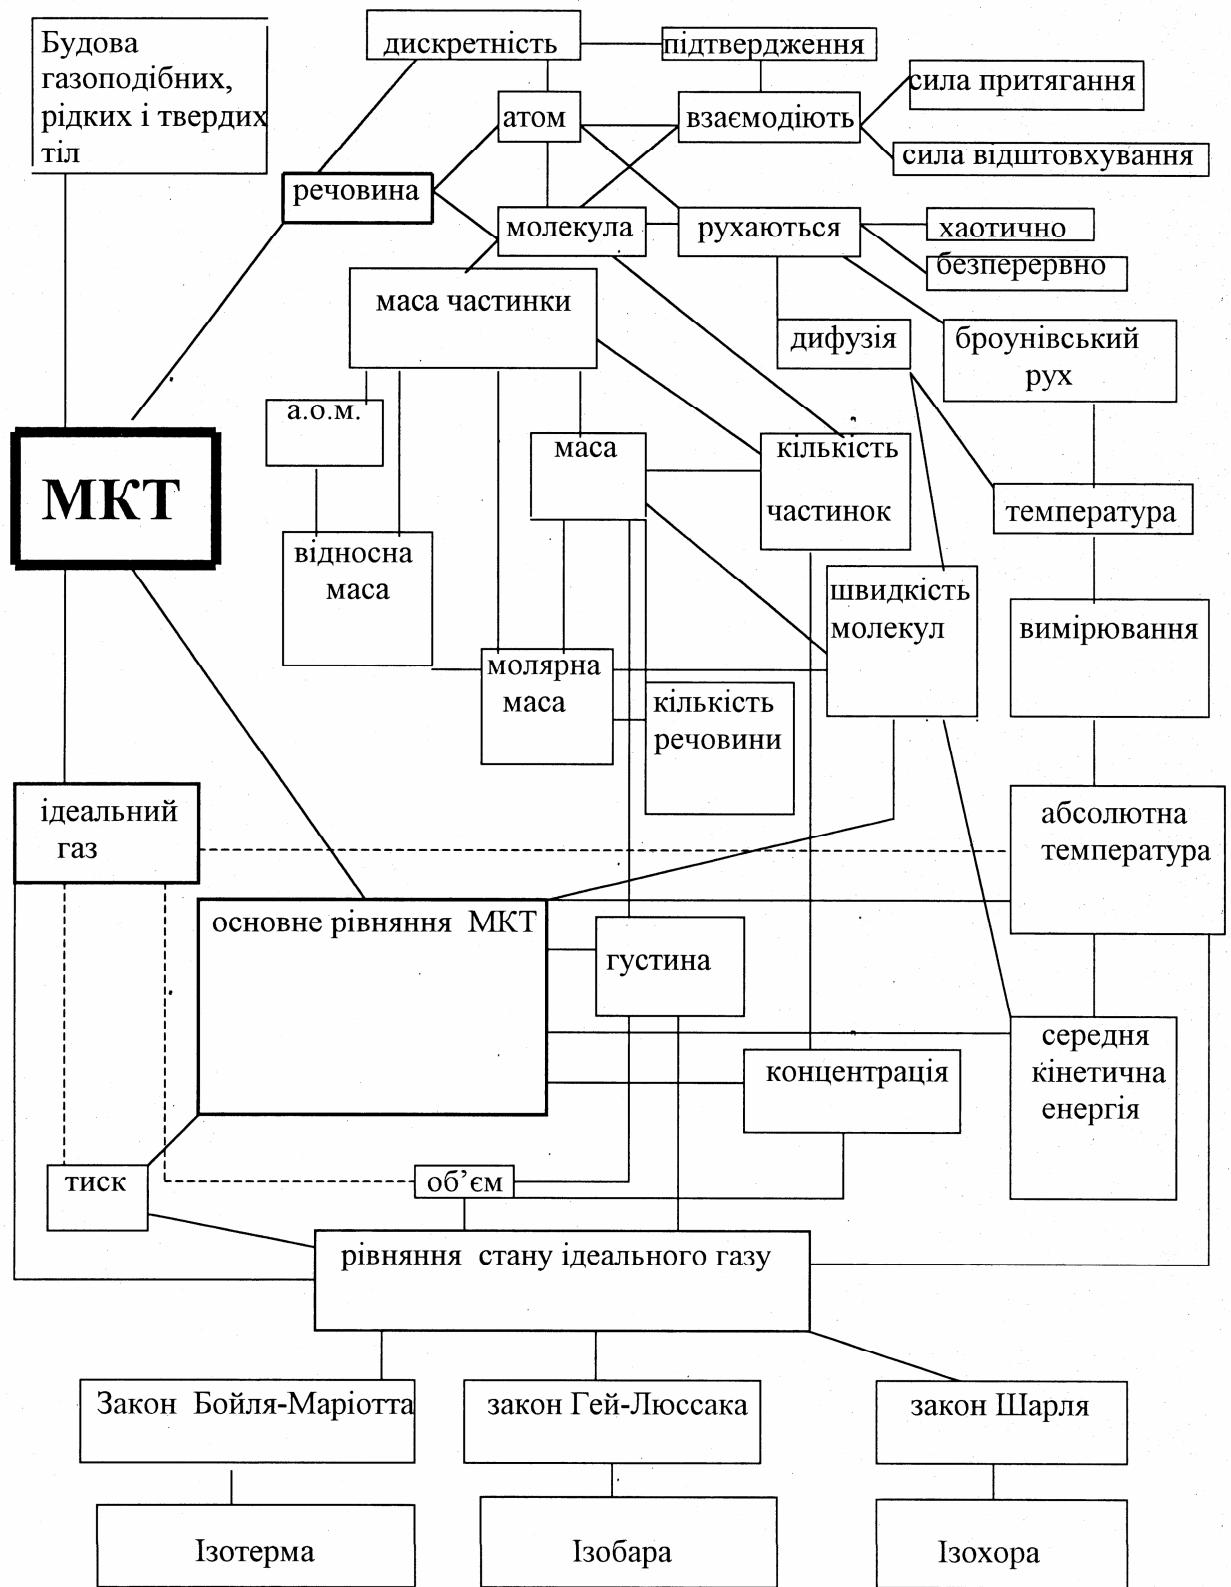 Будова
газоподібних,
рідких і твердих
тіл
дискретність
підтвердження
сила притягання
атом
взаємодіють
сила відштовхування
речовина
молекула
рухаються
хаотично
безперервно
маса частинки
дифузія
броунівський
рух
а.о.м.
маса
кількість
частинок
МКТ
температура
відносна
маса
швидкість
молекул
вимірювання
молярна
маса
кількість
речовини
ідеальний
газ
абсолютна
температура
основне рівняння МКТ
густина
середня
кінетична
енергія
концентрація
тиск
об’єм
рівняння стану ідеального газу
Закон Бойля-Маріотта
закон Гей-Люссака
закон Шарля
Ізотерма
Ізобара
Ізохора